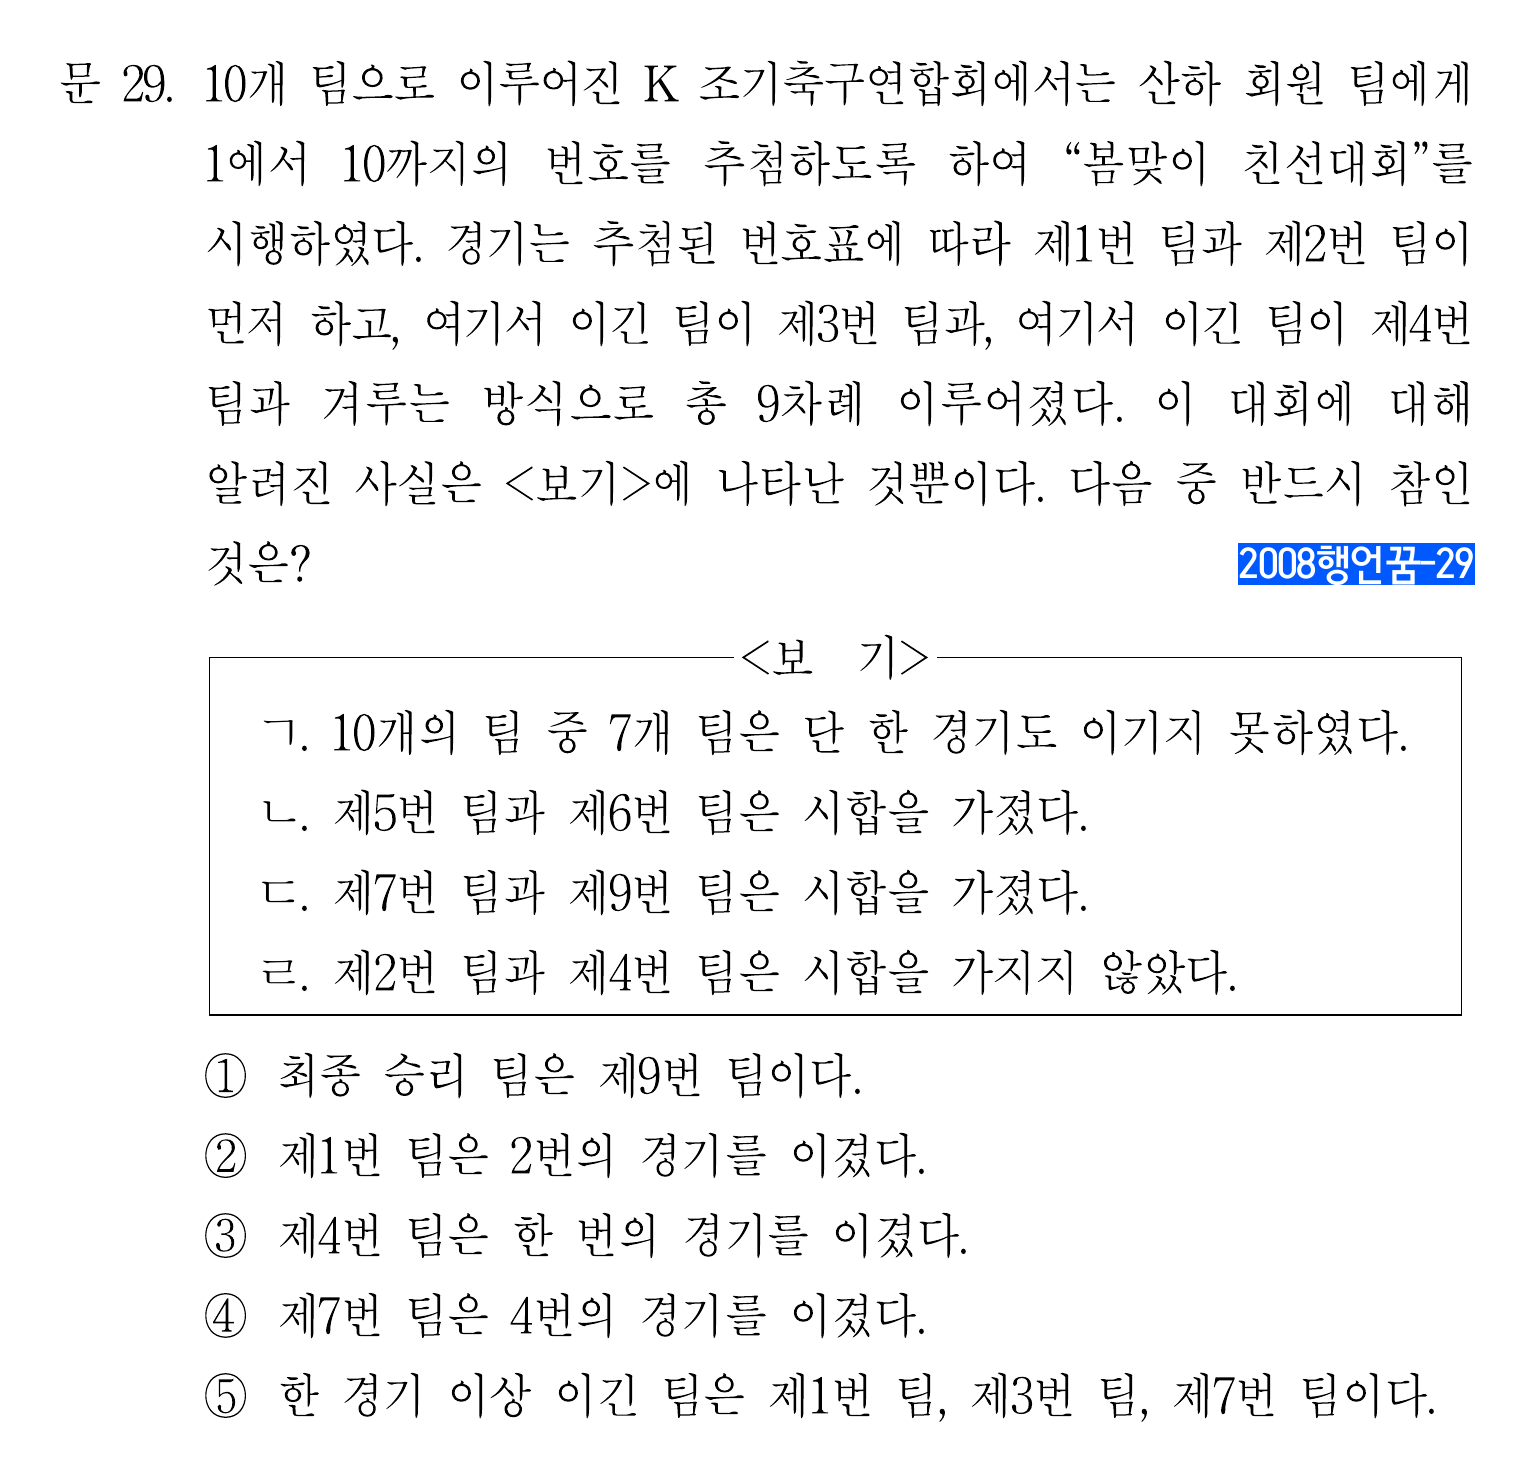 문 29. 10개 팀으로 이루어진 K 조기축구연합회에서는 산하 회원 팀에게
1에서 10까지의 번호를 추첨하도록 하여 “봄맞이 친선대회”를
시행하였다. 경기는 추첨된 번호표에 따라 제1번 팀과 제2번 팀이
먼저 하고, 여기서 이긴 팀이 제3번 팀과, 여기서 이긴 팀이 제4번
팀과 겨루는 방식으로 총 9차례 이루어졌다. 이 대회에 대해
알려진 사실은 <보기>에 나타난 것뿐이다. 다음 중 반드시 참인
것은?
2008행언꿈-29
<보 기>
ㄱ. 10개의 팀 중 7개 팀은 단 한 경기도 이기지 못하였다.
ㄴ. 제5번 팀과 제6번 팀은 시합을 가졌다.
ㄷ. 제7번 팀과 제9번 팀은 시합을 가졌다.
ㄹ. 제2번 팀과 제4번 팀은 시합을 가지지 않았다.
① 최종 승리 팀은 제9번 팀이다.
② 제1번 팀은 2번의 경기를 이겼다.
③ 제4번 팀은 한 번의 경기를 이겼다.
④ 제7번 팀은 4번의 경기를 이겼다.
⑤ 한 경기 이상 이긴 팀은 제1번 팀, 제3번 팀, 제7번 팀이다.